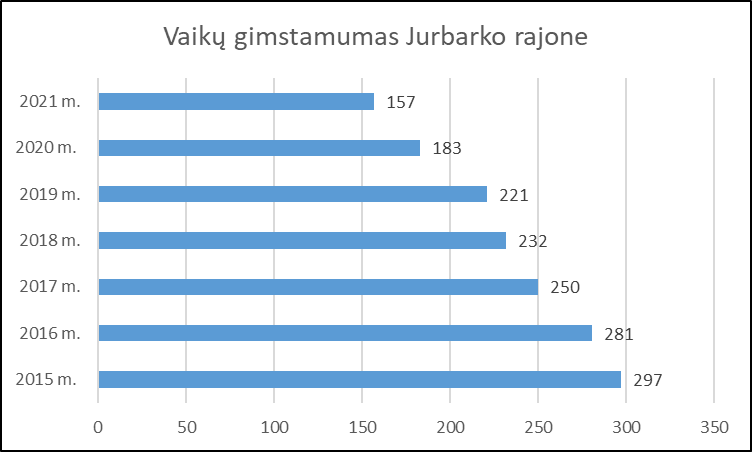 Vaikų gimstamumas Jurbarko rajone
2021 m. 157
2020 m. 183
2019 m. 221
2018 m. 232
2017 m. 250
2016 m. 281
2015 m. 297
0 50 100 150 200 250 300 350